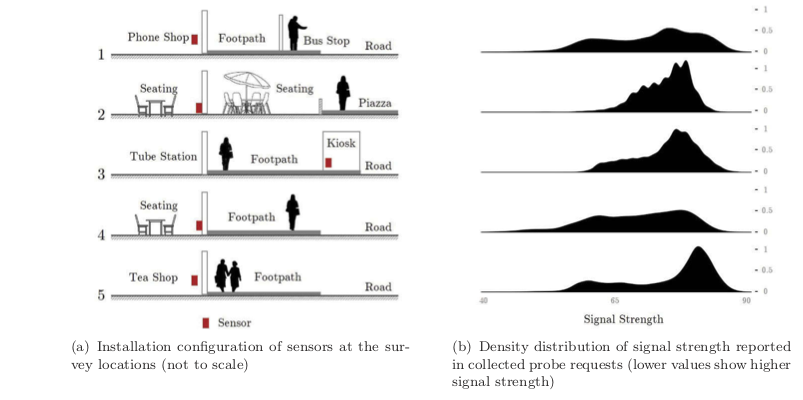 Phone Shop
Footpath
Bus Stop
Road
1
Seating
Seating
Piazza
2
Tube Station
Footpath
Kiosk
Road
3
Seating
Footpath
Road
4
Tea Shop
Footpath
Road
5
Sensor
(a) Installation configuration of sensors at the sur-
vey locations (not to scale)
1
0.5
0
1
0.5
0
1
0.5
0
1
0.5
0
1
0.5
0
40 65 90
Signal Strength
(b) Density distribution of signal strength reported
in collected probe requests (lower values show higher
signal strength)